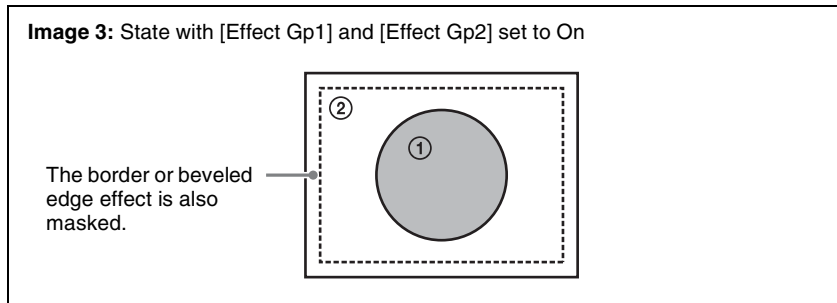 Image 3: State with [Effect Gp1] and [Effect Gp2] set to On
②
①
The border or beveled
edge effect is also
masked.